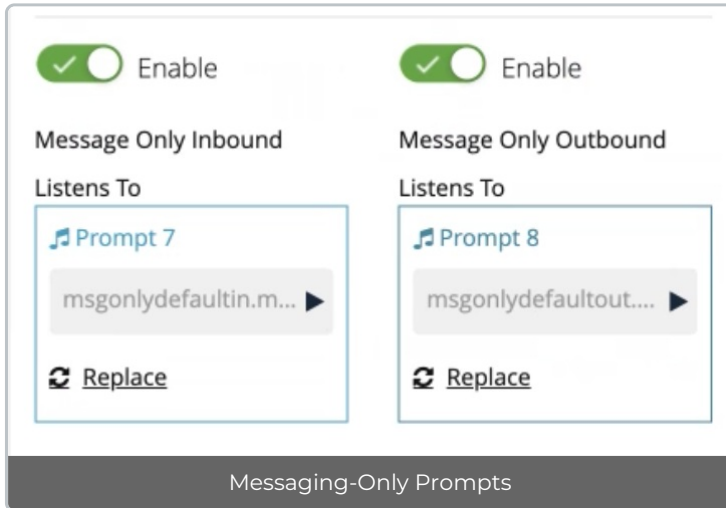 Enable
Enable
Message Only Inbound
Message Only Outbound
Listens To
Listens To
Prompt 7
Prompt 8
msgonlydefaultin.m...
msgonlydefaultout....
Replace
Replace
Messaging-Only Prompts